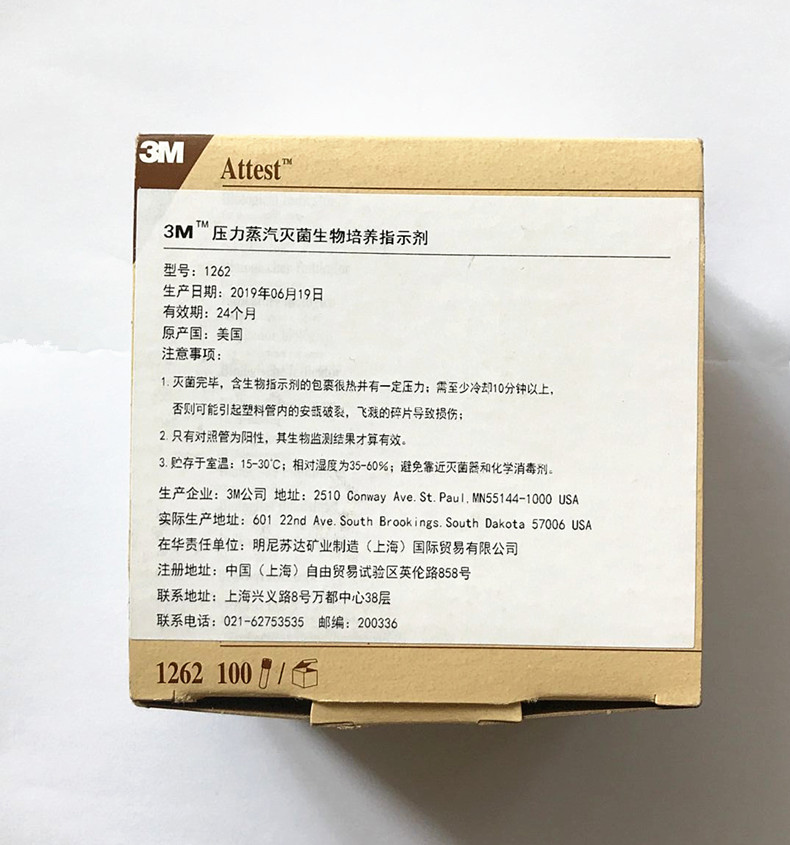 3M
Attest™
3M™ 压力蒸汽灭菌生物培养指示剂
型号：1262
生产日期：2019年06月19日
有效期：24个月
原产国：美国
注意事项：
1. 灭菌完毕，含生物指示剂的包裹很热并有一定压力；需至少冷却10分钟以上，
否则可能引起塑料管内的安瓿破裂，飞溅的碎片导致损伤；
2. 只有对照管为阳性，其生物监测结果才算有效。
3. 贮存于室温：15-30℃；相对湿度为35-60%；避免靠近灭菌器和化学消毒剂。
生产企业：3M公司 地址：2510 Conway Ave.St.Paul,MN55144-1000 USA
实际生产地址：601 22nd Ave.South Brookings.South Dakota 57006 USA
在华责任单位：明尼苏达矿业制造（上海）国际贸易有限公司
注册地址：中国（上海）自由贸易试验区英伦路858号
联系地址：上海兴义路8号万都中心38层
联系电话：021-62753535 邮编：200336
1262 100 /